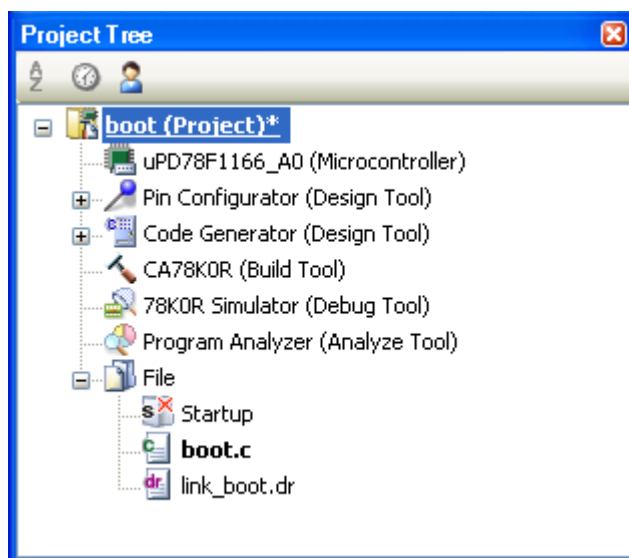 Project Tree
boot (Project)*
uPD78F1166_A0 (Microcontroller)
Pin Configurator (Design Tool)
Code Generator (Design Tool)
CA78K0R (Build Tool)
78K0R Simulator (Debug Tool)
Program Analyzer (Analyze Tool)
File
Startup
boot.c
link_boot.dr